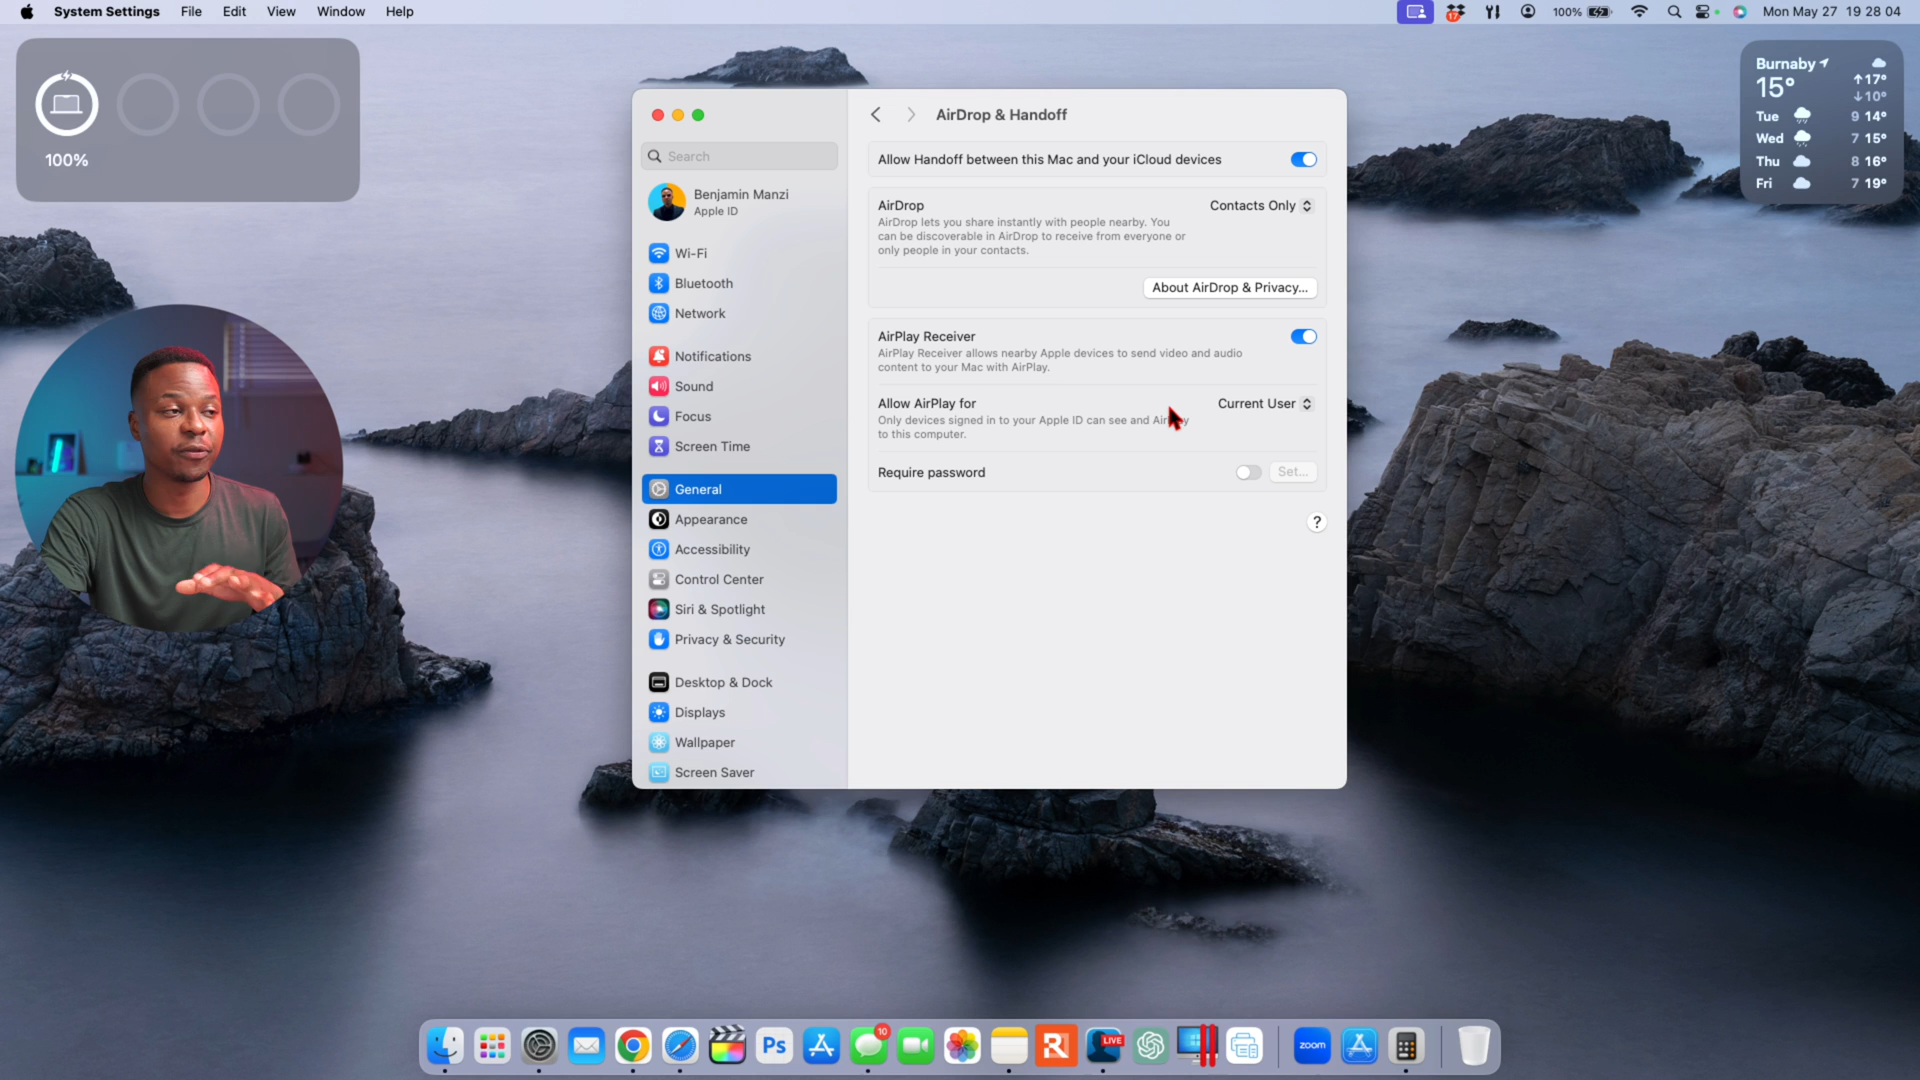 System Settings File Edit View Window Help
17
100%
Mon May 27 19 28 04
100%
Burnaby
15°
17°
10°
Tue 9 14°
Wed 7 15°
Thu 8 16°
Fri 7 19°
Search
Benjamin Manzi
Apple ID
Wi-Fi
Bluetooth
Network
Notifications
Sound
Focus
Screen Time
General
Appearance
Accessibility
Control Center
Siri & Spotlight
Privacy & Security
Desktop & Dock
Displays
Wallpaper
Screen Saver
AirDrop & Handoff
Allow Handoff between this Mac and your iCloud devices
AirDrop
Contacts Only
AirDrop lets you share instantly with people nearby. You
can be discoverable in AirDrop to receive from everyone or
only people in your contacts.
About AirDrop & Privacy...
AirPlay Receiver
AirPlay Receiver allows nearby Apple devices to send video and audio
content to your Mac with AirPlay.
Allow AirPlay for
Current User
Only devices signed in to your Apple ID can see and
to this computer.
Require password
Set...
?
10
Ps
R
LIVE
zoom